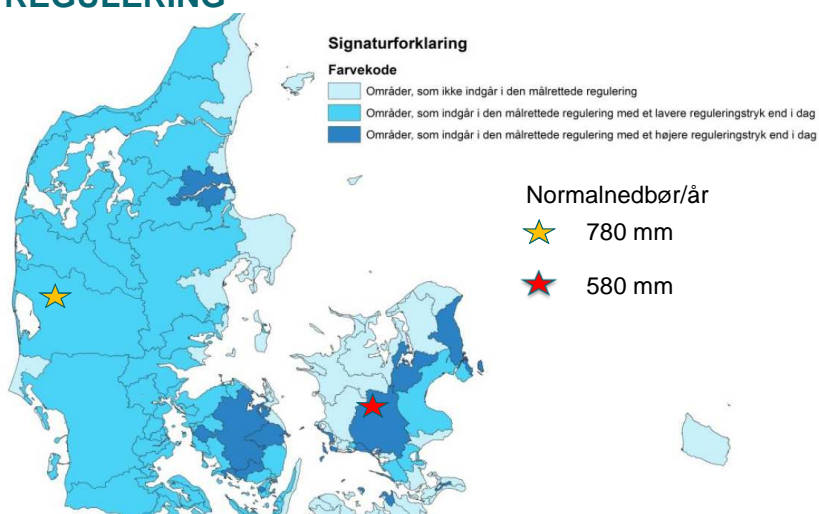 REGULERING
Signaturforklaring
Farvekode
Områder, som ikke indgår i den målrettede regulering
Områder, som indgår i den målrettede regulering med et lavere reguleringstryk end i dag
Områder, som indgår i den målrettede regulering med et højere reguleringstryk end i dag
Normalnedbør/år
780 mm
580 mm